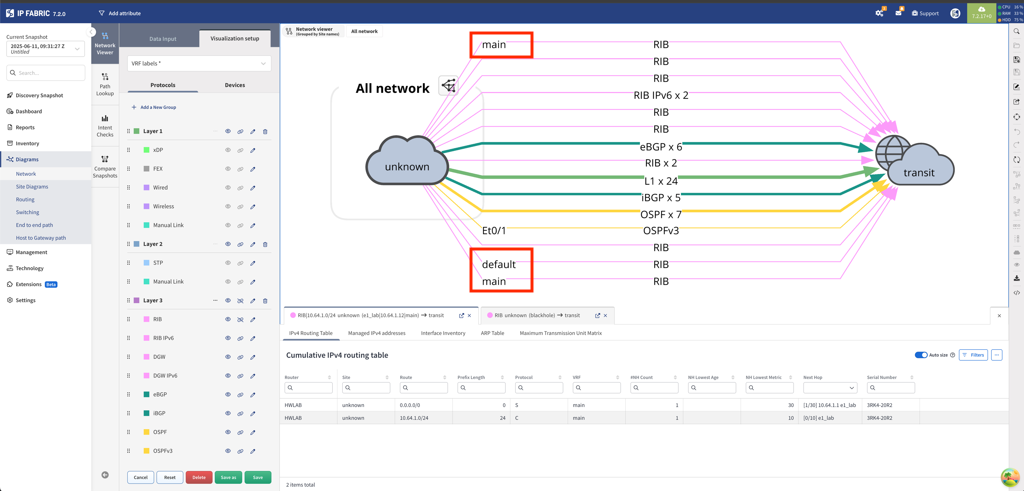 IP FABRIC 7.2.0
Add attribute
Support
7.2.17+0
CPU 16 %
RAM 33 %
HDD 75 %
Current Snapshot
2025-06-11, 09:31:27 Z
Untitled
Search...
Discovery Snapshot
Dashboard
Reports
Inventory
Diagrams
Network
Site Diagrams
Routing
Switching
End to end path
Host to Gateway path
Management
Technology
Extensions Beta
Settings
Network Viewer
Path Lookup
Intent Checks
Compare Snapshots
Data Input
Visualization setup
VRF labels *
Protocols
Devices
Add a New Group
Layer 1
xDP
FEX
Wired
Wireless
Manual Link
Layer 2
STP
Manual Link
Layer 3
RIB
RIB IPv6
DGW
DGW IPv6
eBGP
iBGP
OSPF
OSPFv3
Cancel
Reset
Delete
Save as
Save
Network viewer
(Grouped by Site names)
All network
main
RIB
RIB
RIB
All network
RIB IPv6 x 2
RIB
RIB
eBGP x 6
unknown
RIB x 2
transit
L1 x 24
iBGP x 5
OSPF x 7
Et0/1
OSPFv3
RIB
default
RIB
main
RIB
RIB(10.64.1.0/24 unknown (e1_lab(10.64.1.12)main) → transit
RIB unknown (blackhole) → transit
IPv4 Routing Table
Managed IPv4 addresses
Interface Inventory
ARP Table
Maximum Transmission Unit Matrix
Cumulative IPv4 routing table
Auto size
Filters
Router Site Route Prefix Length Protocol VRF NHH Count NH Lowest Age NH Lowest Metric Next Hop Serial Number
HWLAB unknown 0.0.0.0/0 0 S main 1 30 [1/30] 10.64.1.1 e1_lab 3RK4-20R2
HWLAB unknown 10.64.1.0/24 24 C main 1 10 [0/10] e1_lab 3RK4-20R2
2 items total